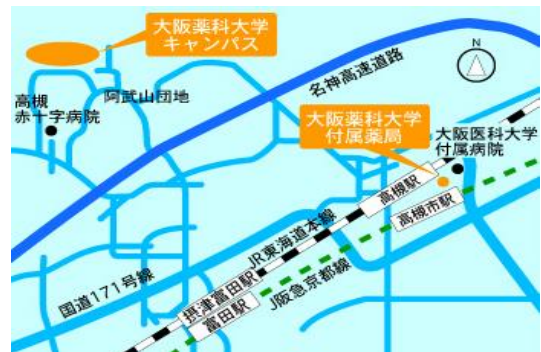 大阪薬科大学
キャンパス
N
名神高速道路
阿武山団地
高槻
赤十字病院
大阪薬科大学
付属薬局
大阪医科大学
付属病院
高槻駅
高槻市駅
JR東海道本線
J阪急京都線
国道171号線
摂津富田駅
富田駅